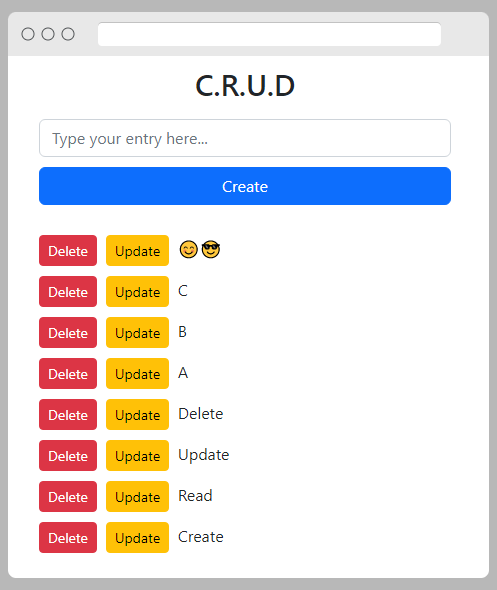 C.R.U.D
Type your entry here...
Create
Delete Update 😊😎
Delete Update C
Delete Update B
Delete Update A
Delete Update Delete
Delete Update Update
Delete Update Read
Delete Update Create